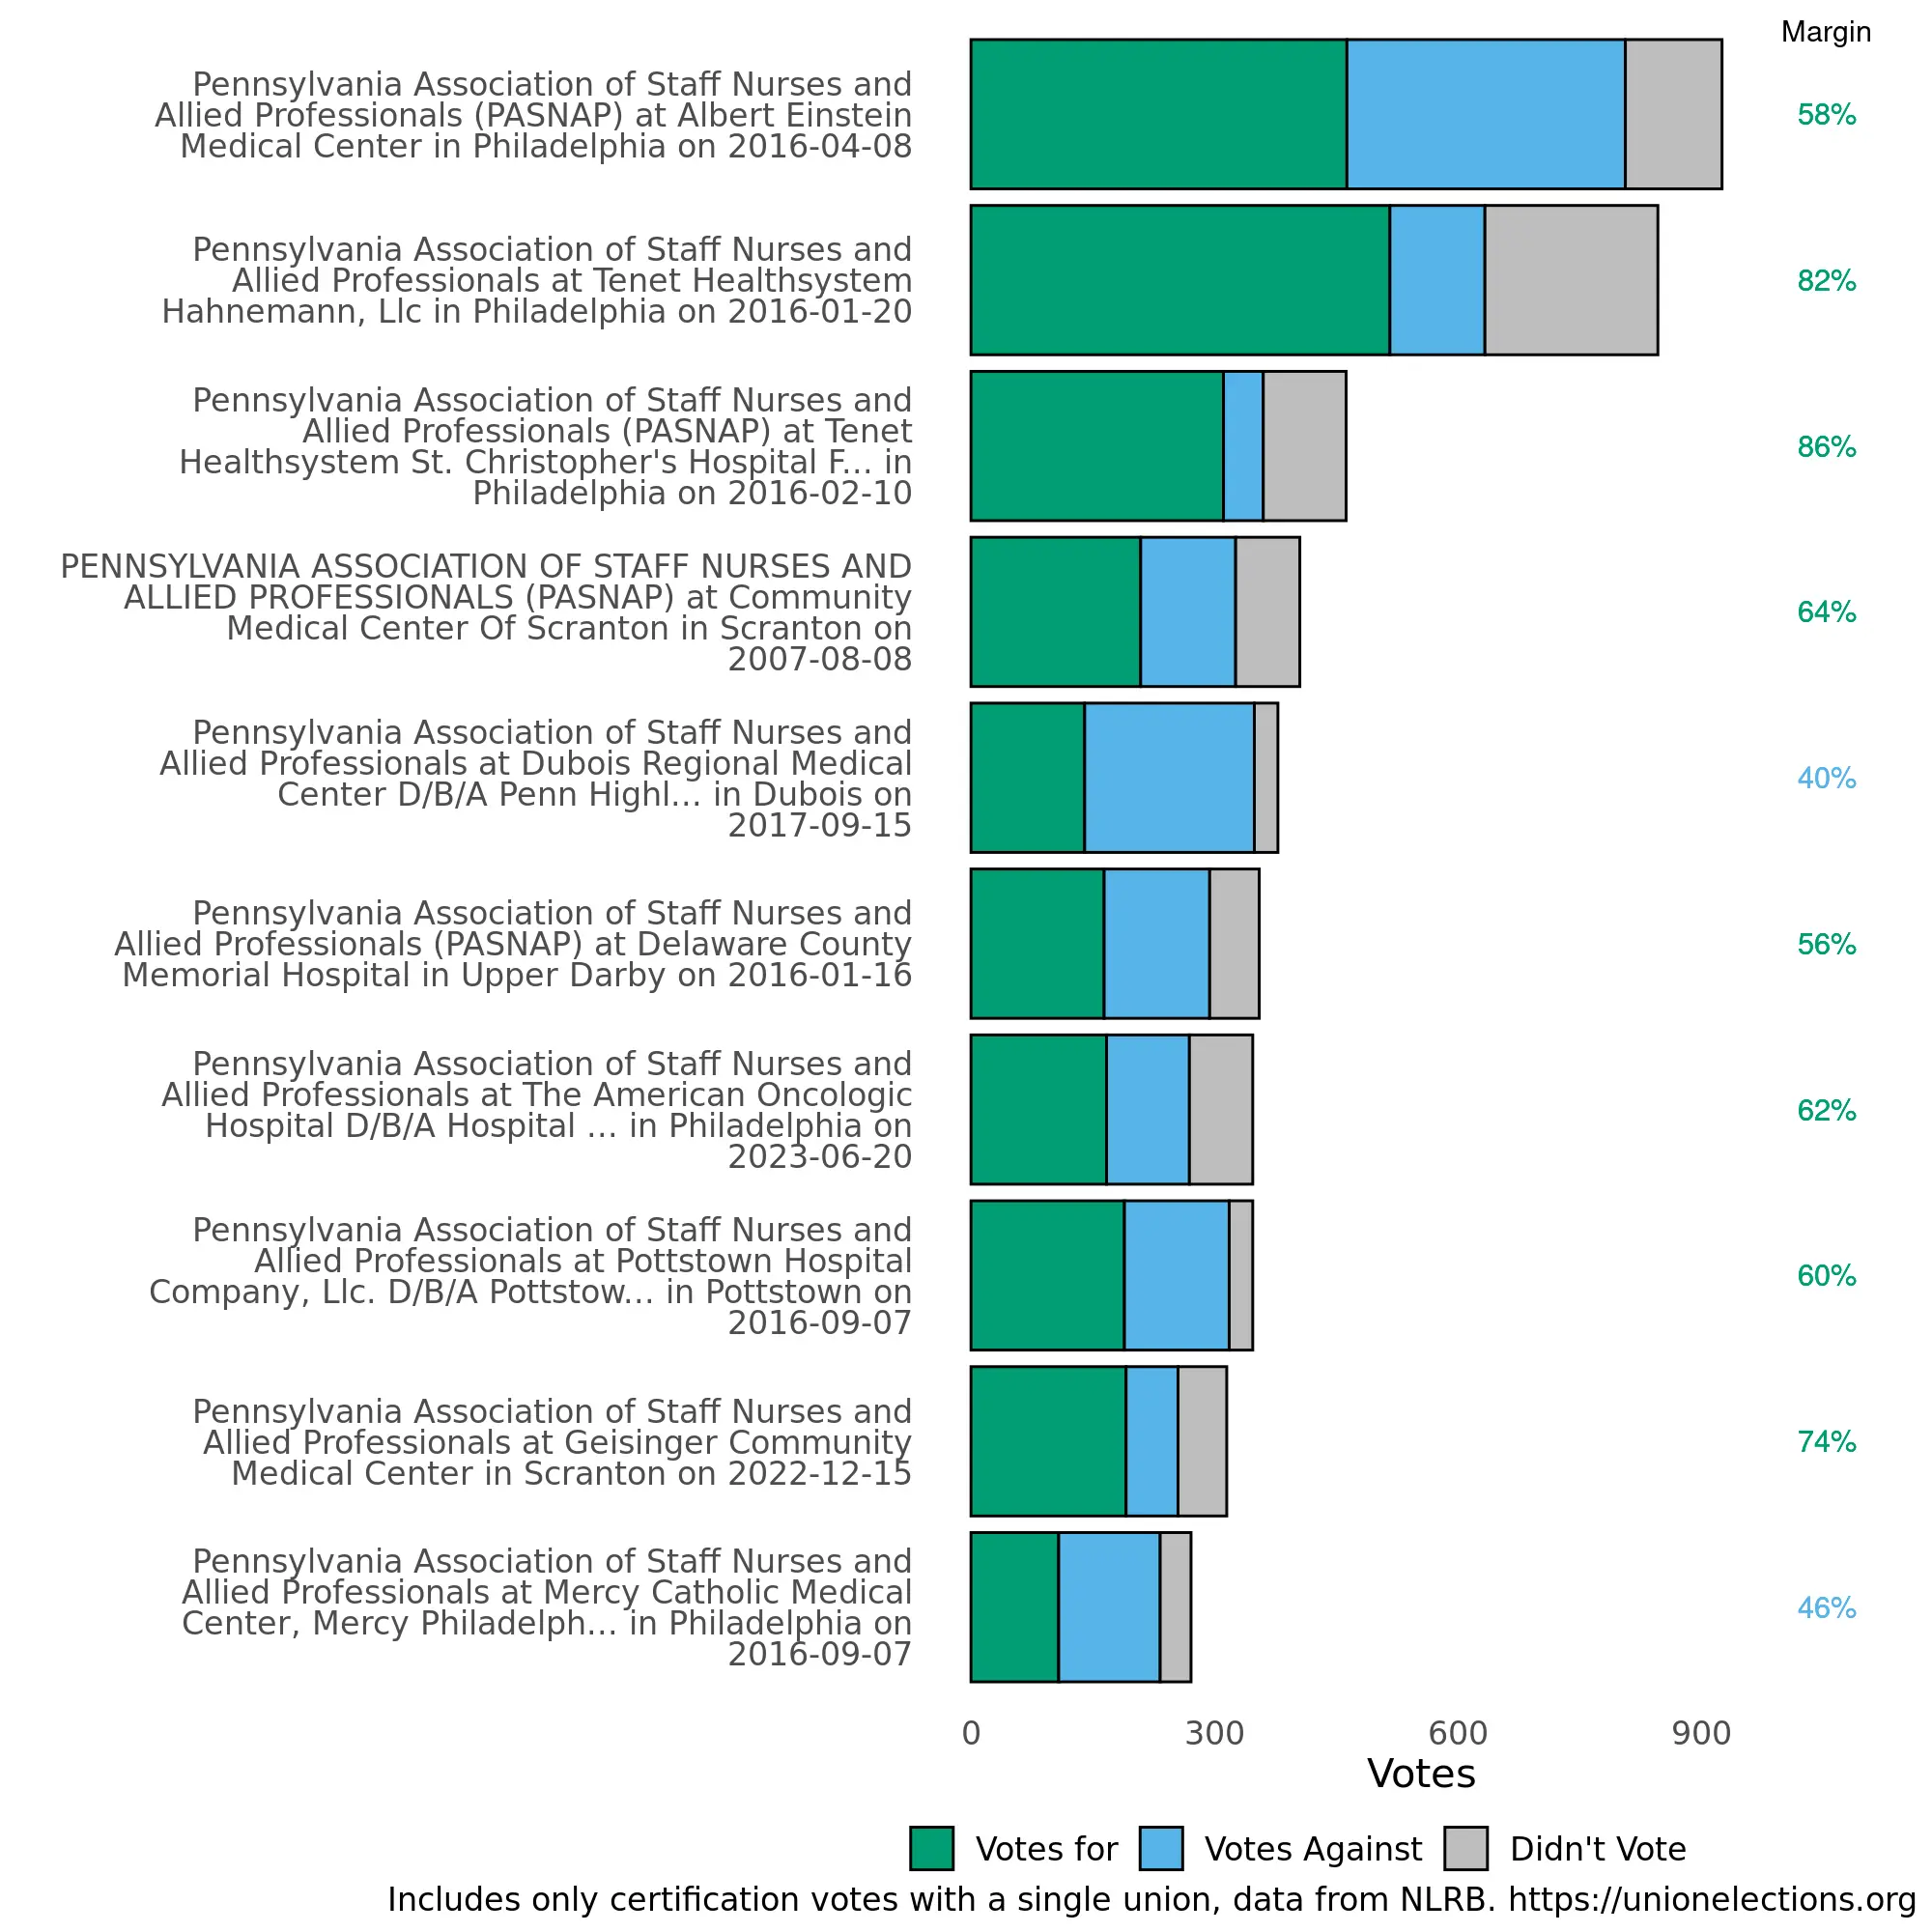 Margin
Pennsylvania Association of Staff Nurses and
Allied Professionals (PASNAP) at Albert Einstein
Medical Center in Philadelphia on 2016-04-08
58%
Pennsylvania Association of Staff Nurses and
Allied Professionals at Tenet Healthsystem
Hahnemann, Llc in Philadelphia on 2016-01-20
82%
Pennsylvania Association of Staff Nurses and
Allied Professionals (PASNAP) at Tenet
Healthsystem St. Christopher's Hospital F... in
Philadelphia on 2016-02-10
86%
PENNSYLVANIA ASSOCIATION OF STAFF NURSES AND
ALLIED PROFESSIONALS (PASNAP) at Community
Medical Center Of Scranton in Scranton on
2007-08-08
64%
Pennsylvania Association of Staff Nurses and
Allied Professionals at Dubois Regional Medical
Center D/B/A Penn Highl... in Dubois on
2017-09-15
40%
Pennsylvania Association of Staff Nurses and
Allied Professionals (PASNAP) at Delaware County
Memorial Hospital in Upper Darby on 2016-01-16
56%
Pennsylvania Association of Staff Nurses and
Allied Professionals at The American Oncologic
Hospital D/B/A Hospital ... in Philadelphia on
2023-06-20
62%
Pennsylvania Association of Staff Nurses and
Allied Professionals at Pottstown Hospital
Company, Llc. D/B/A Pottstow... in Pottstown on
2016-09-07
60%
Pennsylvania Association of Staff Nurses and
Allied Professionals at Geisinger Community
Medical Center in Scranton on 2022-12-15
74%
Pennsylvania Association of Staff Nurses and
Allied Professionals at Mercy Catholic Medical
Center, Mercy Philadelph... in Philadelphia on
2016-09-07
46%
0 300 600 900
Votes
Votes for Votes Against Didn't Vote
Includes only certification votes with a single union, data from NLRB. https://unionelections.org